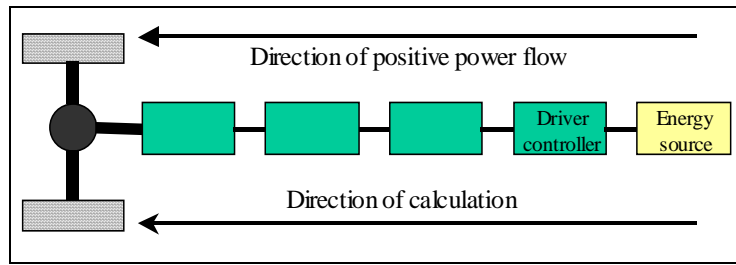 Direction of positive power flow
Driver
controller
Energy
source
Direction of calculation